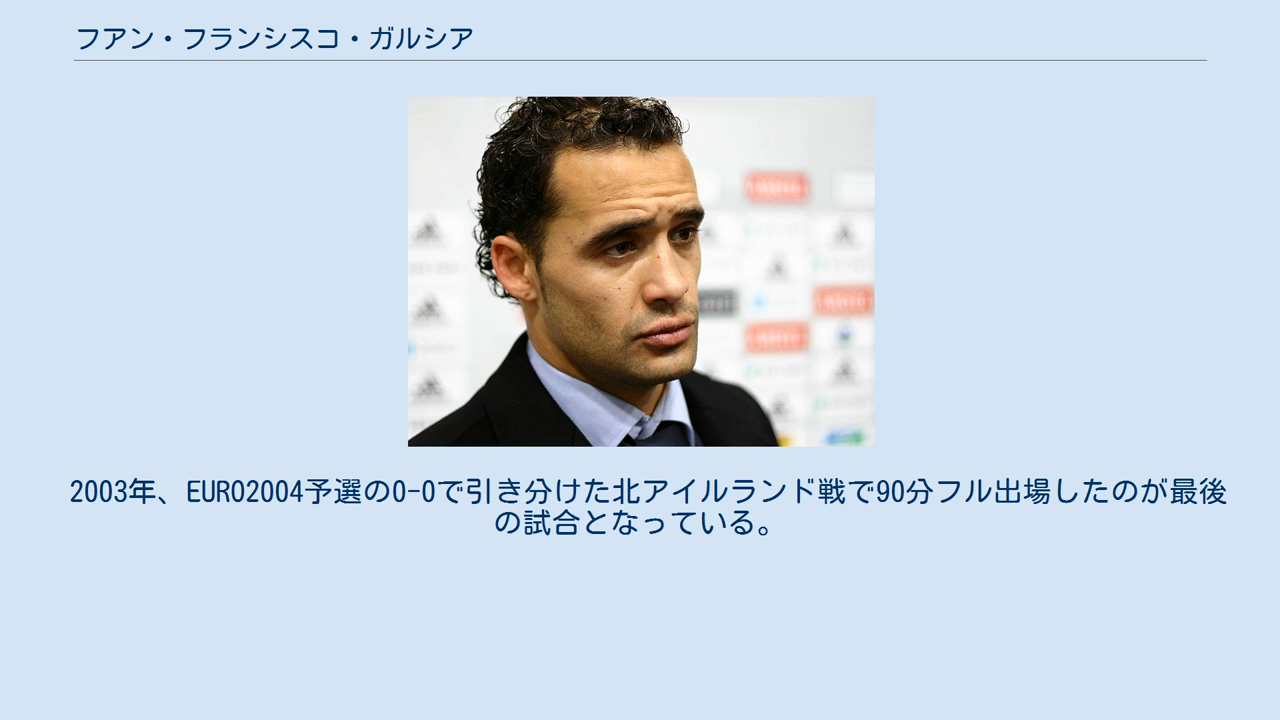 フアン・フランシスコ・ガルシア
2003年、EURO2004予選の0-0で引き分けた北アイルランド戦で90分フル出場したのが最後
の試合となっている。